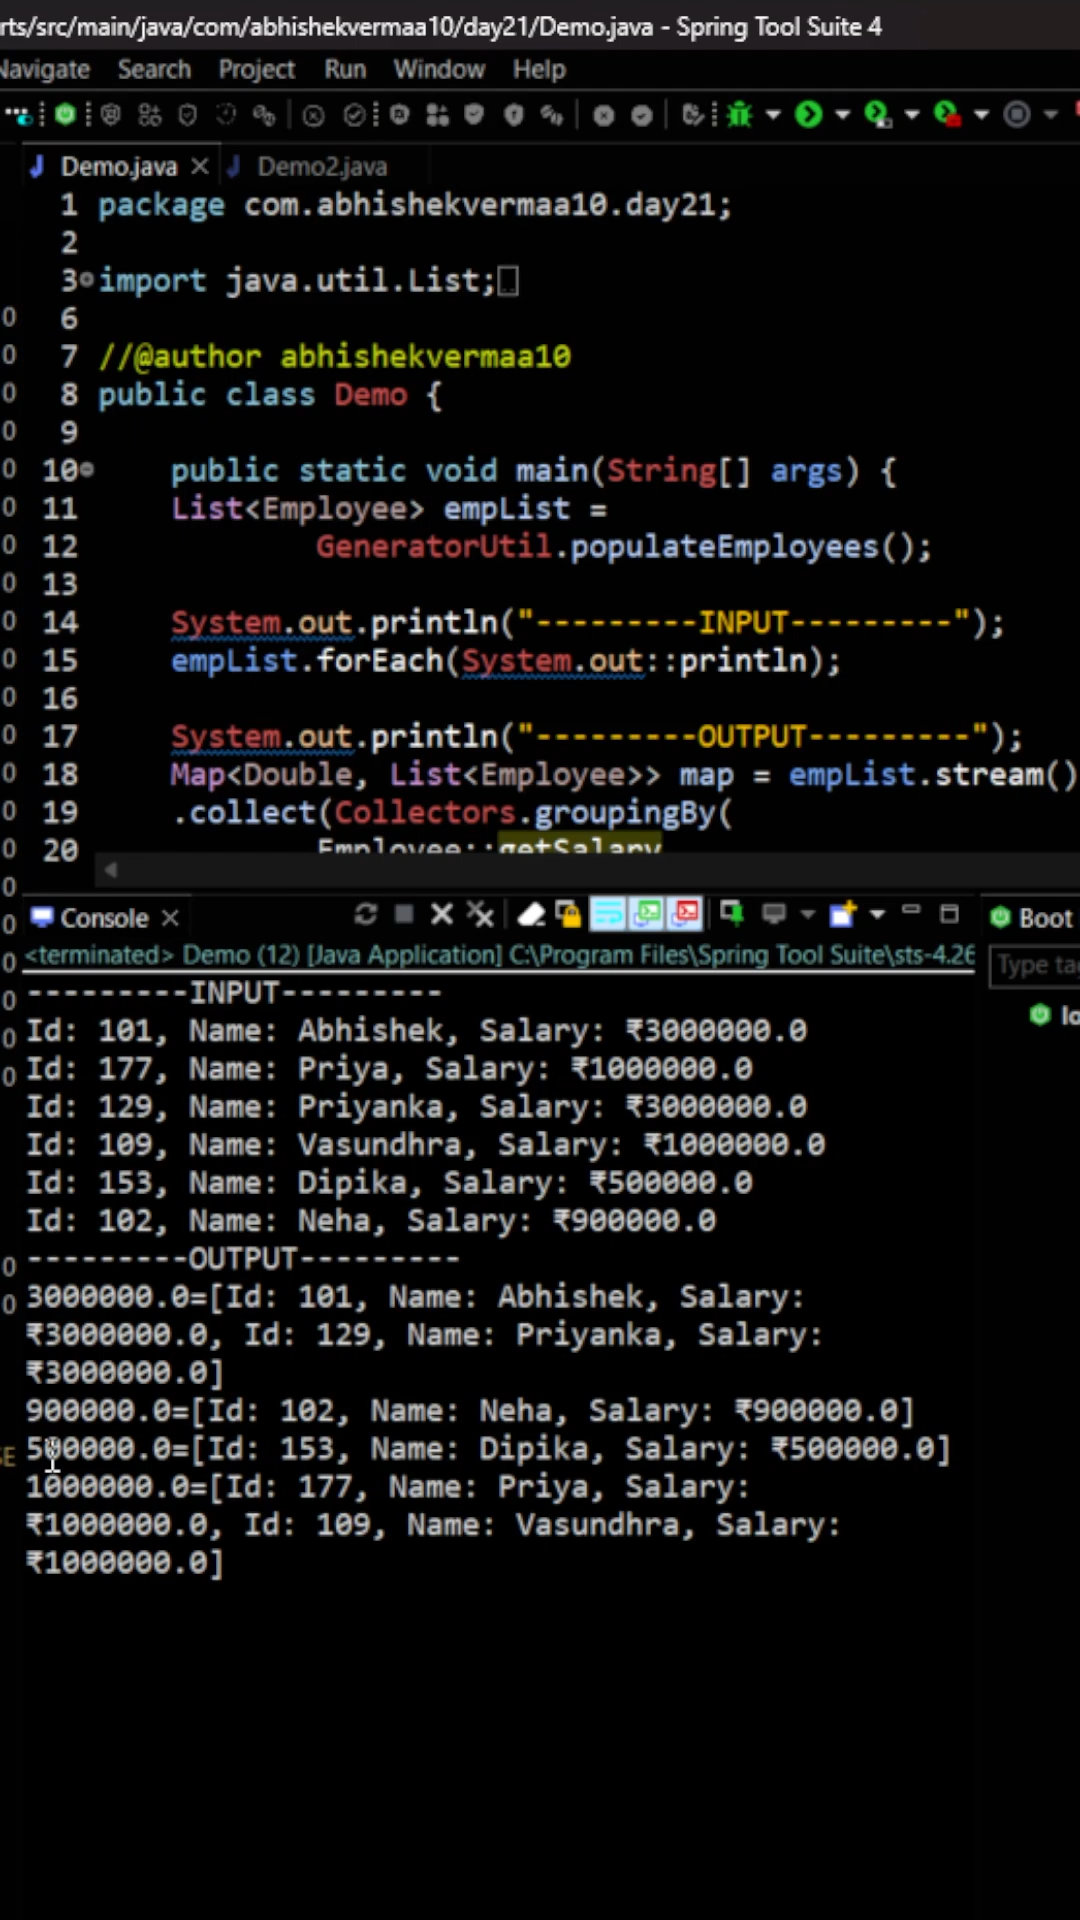 rts/src/main/java/com/abhishekvermaa10/day21/Demo.java - Spring Tool Suite 4
Navigate Search Project Run Window Help
Demo.java Demo2.java
1 package com.abhishekvermaa10.day21;
2
3 import java.util.List;
6
7 //@author abhishekvermaa10
8 public class Demo {
9
10 public static void main(String[] args) {
11 List<Employee> empList =
12 GeneratorUtil.populateEmployees();
13
14 System.out.println("---------INPUT---------");
15 empList.forEach(System.out::println);
16
17 System.out.println("---------OUTPUT---------");
18 Map<Double, List<Employee>> map = empList.stream()
19 .collect(Collectors.groupingBy(
20 Employee::getSalary
Console Boot
<terminated> Demo (12) [Java Application] C:\Program Files\Spring Tool Suite\sts-4.26
Type ta
---------INPUT---------
Id: 101, Name: Abhishek, Salary: ₹3000000.0
Id: 177, Name: Priya, Salary: ₹1000000.0
Id: 129, Name: Priyanka, Salary: ₹3000000.0
Id: 109, Name: Vasundhra, Salary: ₹1000000.0
Id: 153, Name: Dipika, Salary: ₹500000.0
Id: 102, Name: Neha, Salary: ₹900000.0
---------OUTPUT---------
3000000.0=[Id: 101, Name: Abhishek, Salary:
₹3000000.0, Id: 129, Name: Priyanka, Salary:
₹3000000.0]
900000.0=[Id: 102, Name: Neha, Salary: ₹900000.0]
500000.0=[Id: 153, Name: Dipika, Salary: ₹500000.0]
1000000.0=[Id: 177, Name: Priya, Salary:
₹1000000.0, Id: 109, Name: Vasundhra, Salary:
₹1000000.0]